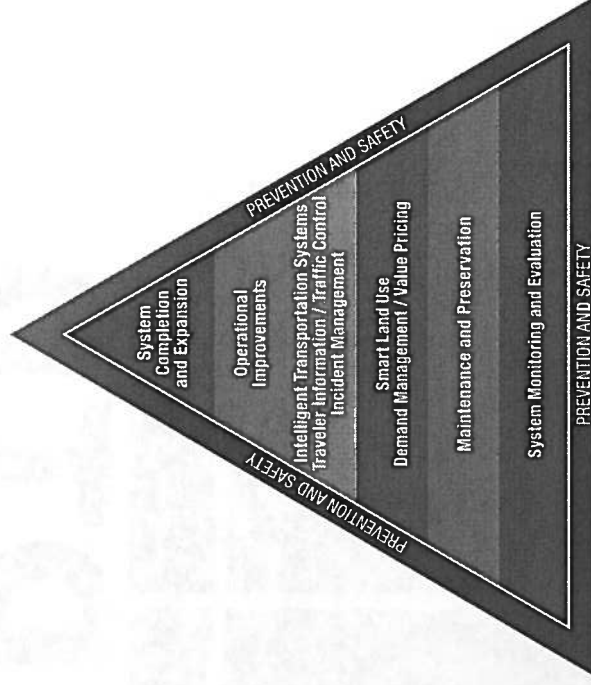 PREVENTION AND SAFETY
PREVENTION AND SAFETY
System
Completion
and Expansion
Operational
Improvements
Intelligent Transportation Systems
Traveler Information / Traffic Control
Incident Management
Smart Land Use
Demand Management / Value Pricing
Maintenance and Preservation
System Monitoring and Evaluation
PREVENTION AND SAFETY